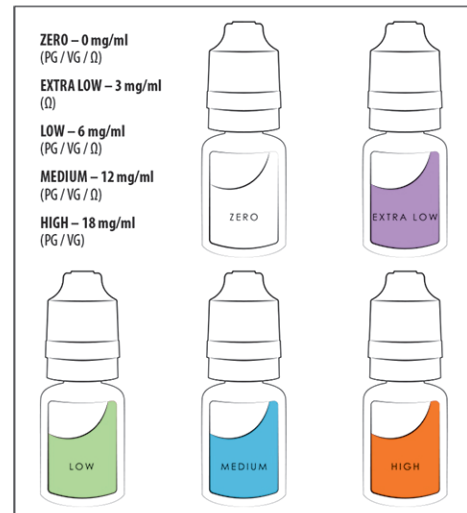 ZERO – 0 mg/ml
(PG / VG / Ω)
EXTRA LOW – 3 mg/ml
(Ω)
LOW – 6 mg/ml
(PG / VG / Ω)
MEDIUM – 12 mg/ml
(PG / VG / Ω)
HIGH – 18 mg/ml
(PG / VG)
ZERO
EXTRA LOW
LOW
MEDIUM
HIGH